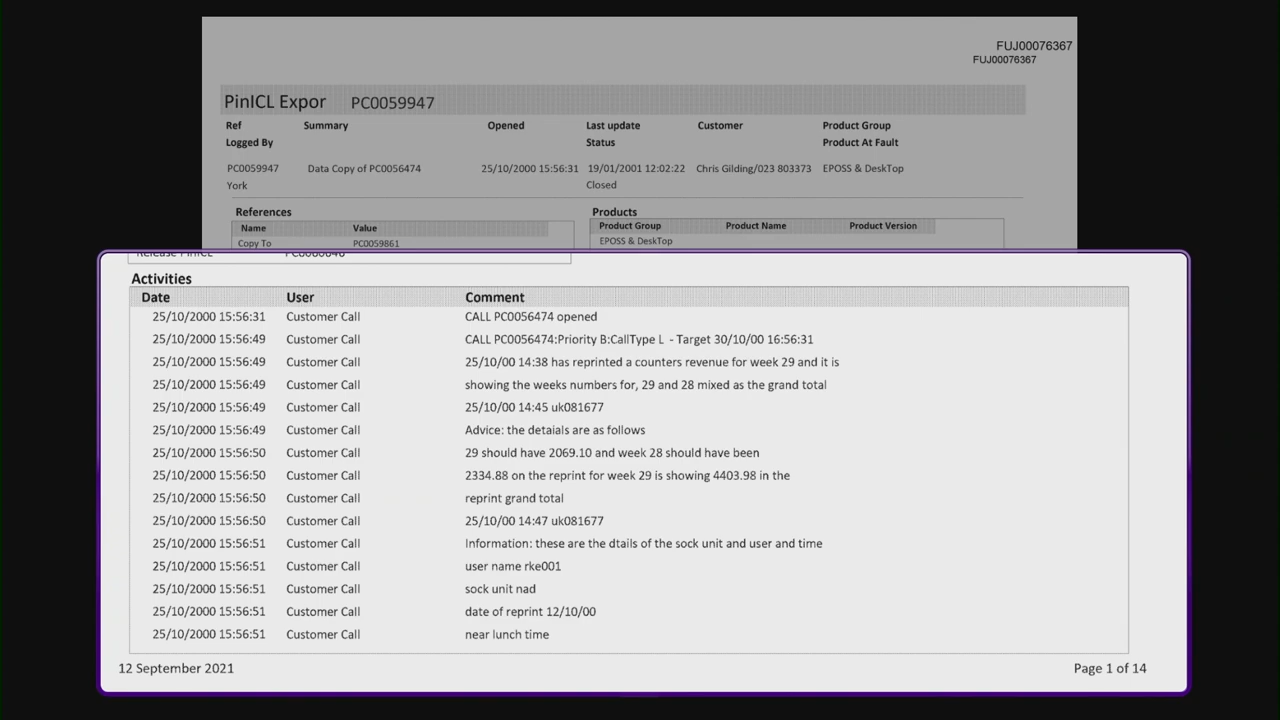 FUJ00076367
FUJ00076367
PinICL Expor PC0059947
Ref Summary Opened Last update Customer Product Group
Logged By Status Product At Fault
PC0059947 Data Copy of PC0056474 25/10/2000 15:56:31 19/01/2001 12:02:22 Chris Gilding/023 803373 EPOSS & DeskTop
York Closed
References Products
Name Value Product Group Product Name Product Version
Copy To PC0059861 EPOSS & DeskTop
Release PinICL
Activities
Date User Comment
25/10/2000 15:56:31 Customer Call CALL PC0056474 opened
25/10/2000 15:56:49 Customer Call CALL PC0056474:Priority B:CallType L - Target 30/10/00 16:56:31
25/10/2000 15:56:49 Customer Call 25/10/00 14:38 has reprinted a counters revenue for week 29 and it is
25/10/2000 15:56:49 Customer Call showing the weeks numbers for, 29 and 28 mixed as the grand total
25/10/2000 15:56:49 Customer Call 25/10/00 14:45 uk081677
25/10/2000 15:56:49 Customer Call Advice: the detaials are as follows
25/10/2000 15:56:50 Customer Call 29 should have 2069.10 and week 28 should have been
25/10/2000 15:56:50 Customer Call 2334.88 on the reprint for week 29 is showing 4403.98 in the
25/10/2000 15:56:50 Customer Call reprint grand total
25/10/2000 15:56:50 Customer Call 25/10/00 14:47 uk081677
25/10/2000 15:56:51 Customer Call Information: these are the dtails of the sock unit and user and time
25/10/2000 15:56:51 Customer Call user name rke001
25/10/2000 15:56:51 Customer Call sock unit nad
25/10/2000 15:56:51 Customer Call date of reprint 12/10/00
25/10/2000 15:56:51 Customer Call near lunch time
12 September 2021 Page 1 of 14